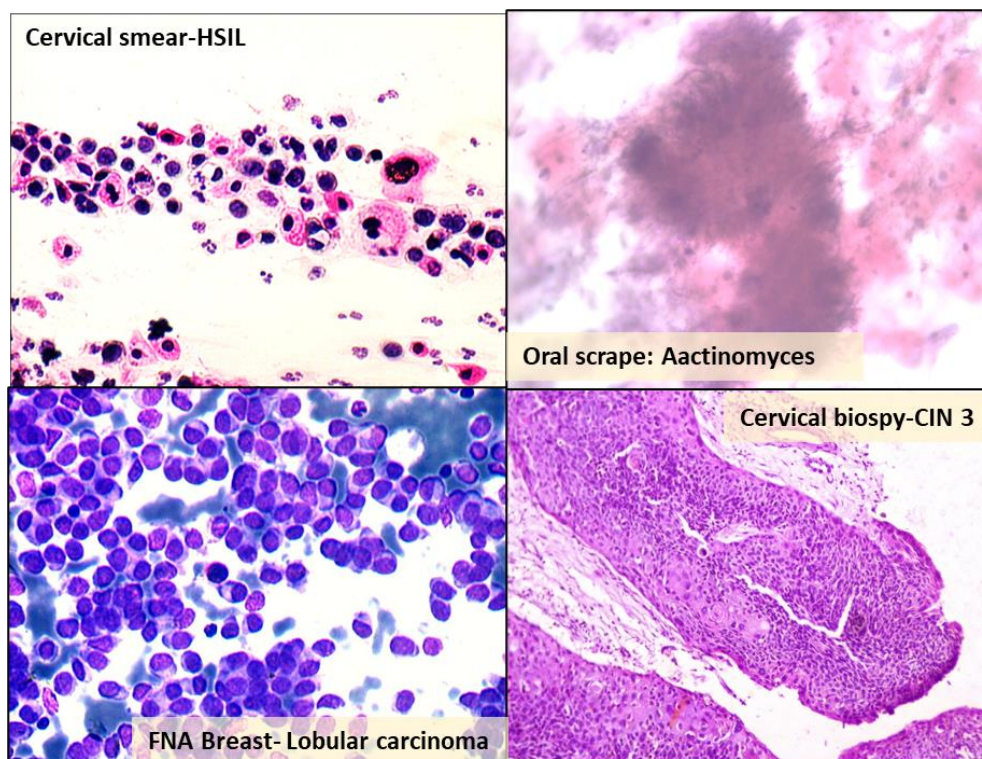 Cervical smear-HSIL
Oral scrape: Aactinomyces
Cervical biospy-CIN 3
FNA Breast- Lobular carcinoma